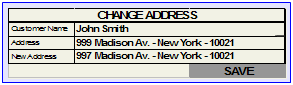 CHANGE ADDRESS
Customer Name John Smith
Address 999 Madison Av. - New York - 10021
New Address 997 Madison Av. - New York - 10021
SAVE